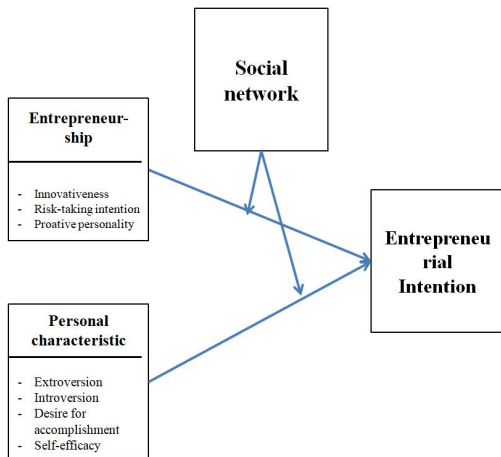 Social
network
Entrepreneur-
ship
- Innovativeness
- Risk-taking intention
- Proative personality
Entrepreneu
rial
Intention
Personal
characteristic
- Extroversion
- Introversion
- Desire for
accomplishment
- Self-efficacy